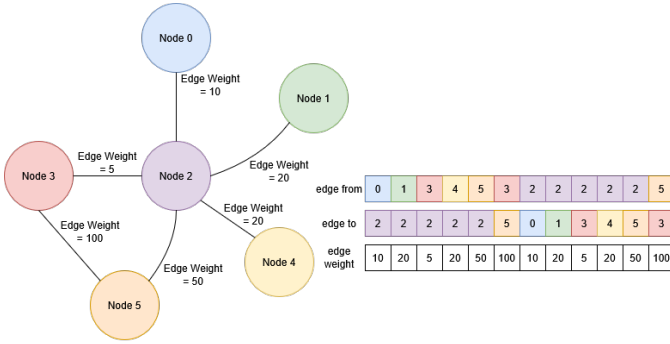 Node 0
Edge Weight
= 10
Node 1
Edge Weight
= 20
Node 3
Edge Weight
= 5
Node 2
Edge Weight
= 20
Edge Weight
= 100
Node 4
Edge Weight
= 50
Node 5
edge from 0 1 3 4 5 3 2 2 2 2 2 5
edge to 2 2 2 2 2 5 0 1 3 4 5 3
edge
weight
10 20 5 20 50 100 10 20 5 20 50 100